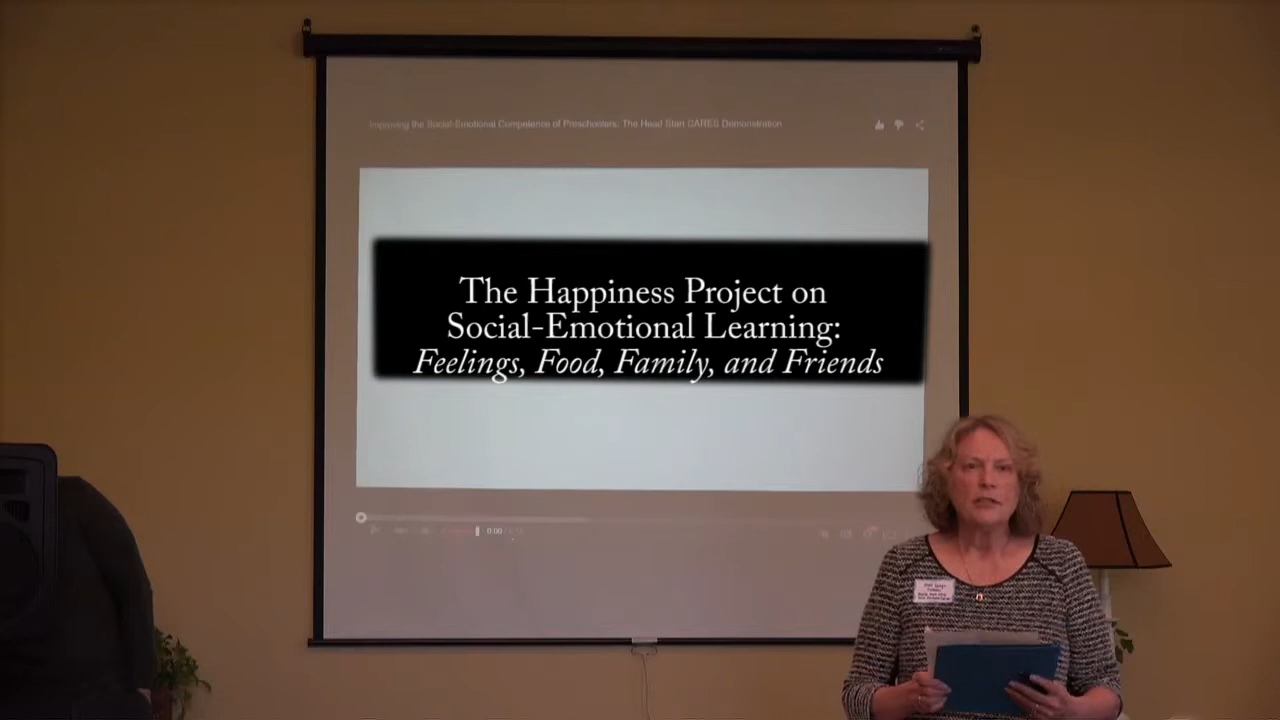 Improving the Social-Emotional Competence of Preschoolers: The Head Start CARES Demonstration
The Happiness Project on
Social-Emotional Learning:
Feelings, Food, Family, and Friends
0:00